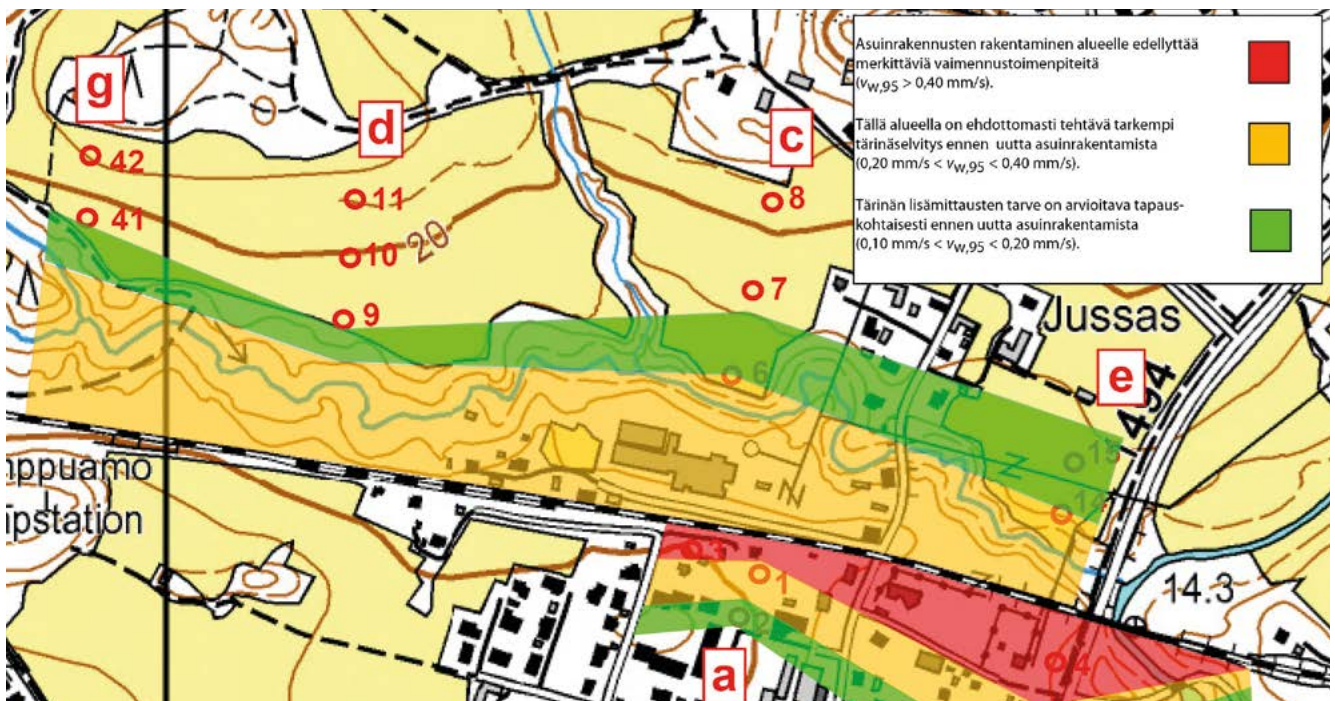 Asuinrakennusten rakentaminen alueelle edellyttää
merkittäviä vaimennustoimenpiteitä
(vw,95 > 0,40 mm/s).
Tällä alueella on ehdottomasti tehtävä tarkempi
tärinäselvitys ennen uutta asuinrakentamista
(0,20 mm/s < vw,95 < 0,40 mm/s).
Tärinän lisämittausten tarve on arvioitava tapaus-
kohtaisesti ennen uutta asuinrakentamista
(0,10 mm/s < vw,95 < 0,20 mm/s).
g
d
c
42
11
8
41
20
10
7
9
Jussas
6
e
1494
15
mppuamo
mpstation
14
3
1
14.3
2
a
4